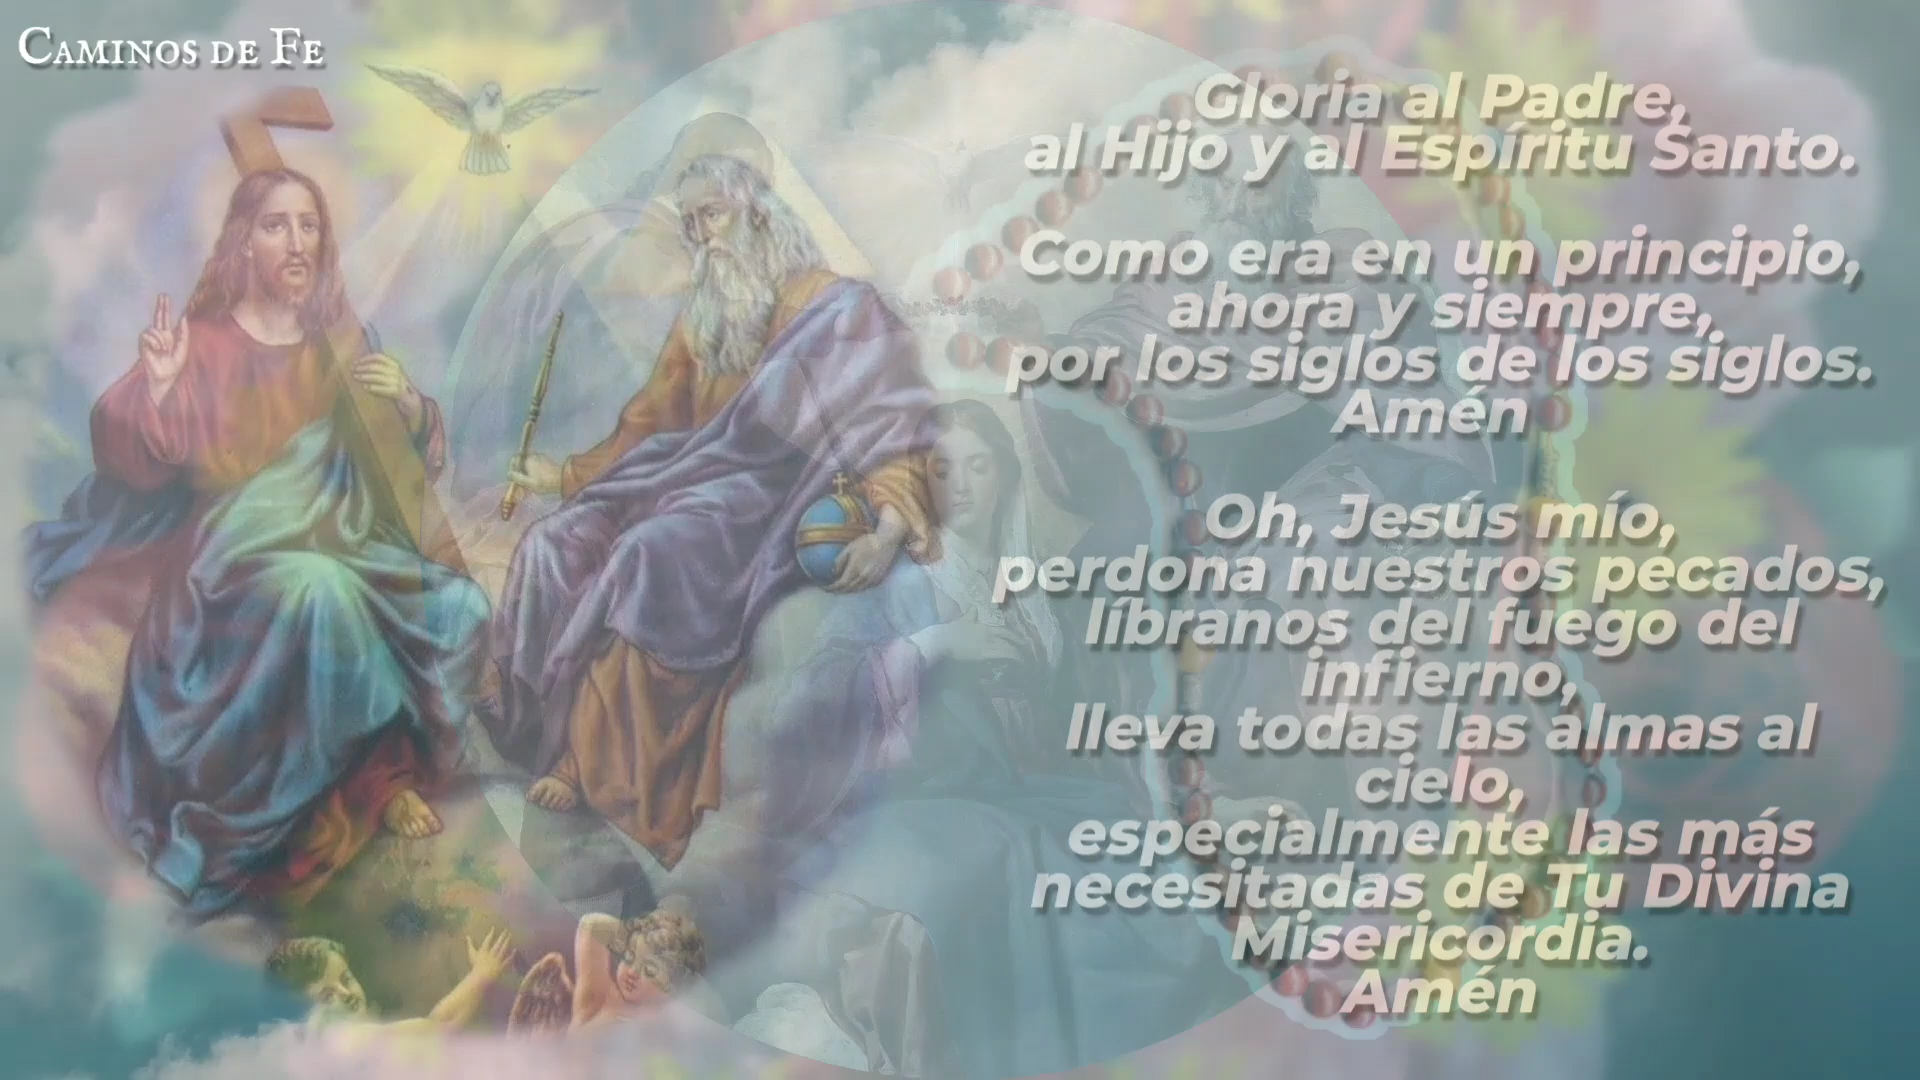 Caminos de Fe
Gloria al Padre,
al Hijo y al Espíritu Santo.
Como era en un principio,
ahora y siempre,
por los siglos de los siglos.
Amén
Oh, Jesús mío,
perdona nuestros pecados,
líbranos del fuego del
infierno,
lleva todas las almas al
cielo,
especialmente las más
necesitadas de Tu Divina
Misericordia.
Amén